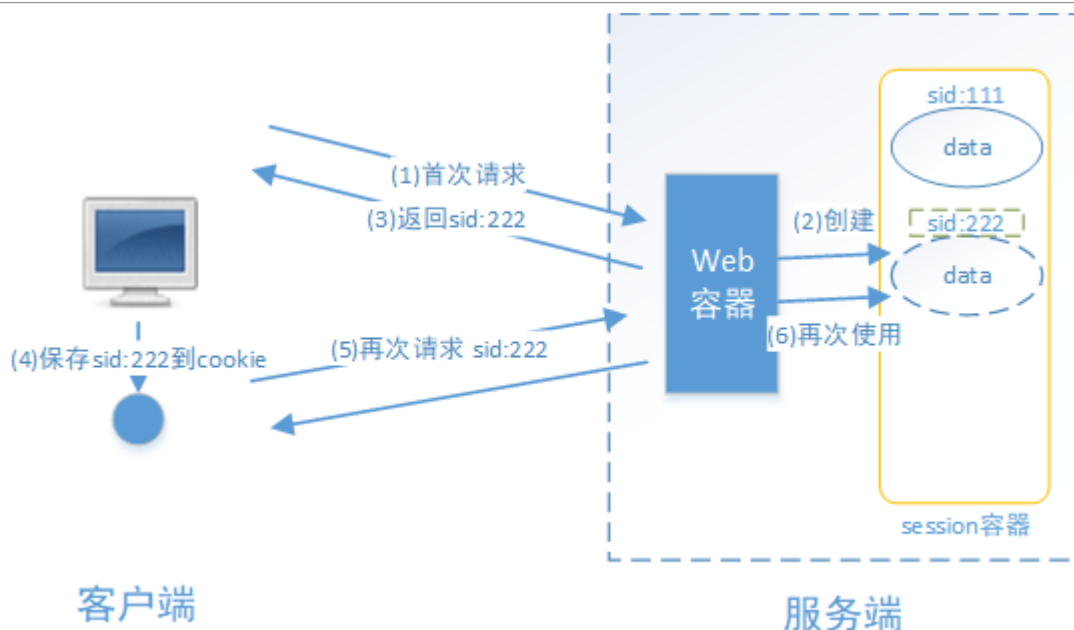 sid:111
data
(1)首次请求
(3)返回sid:222
(2)创建
sid:222
data
Web
容器
(6)再次使用
(4)保存sid:222到cookie
(5)再次请求 sid:222
session容器
客户端
服务端